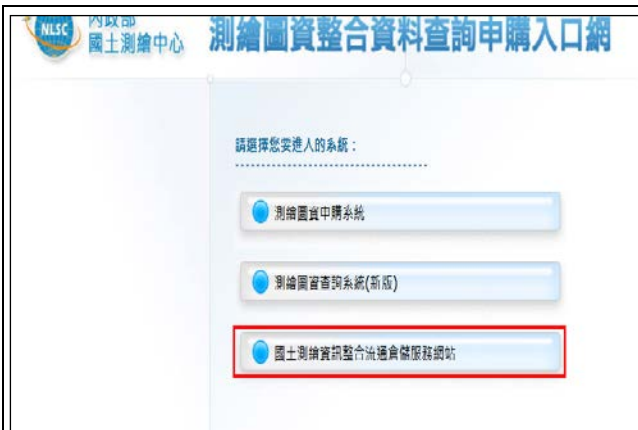 NLSC
內政部
國土測繪中心
測繪圖資整合資料查詢申購入口網
請選擇您要進入的系統：
測繪圖資申購系統
測繪圖資查詢系統(新版)
國土測繪資訊整合流通倉儲服務網站